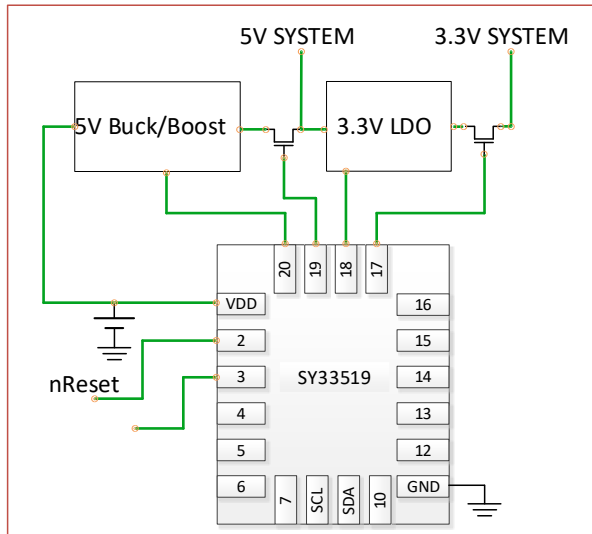 5V SYSTEM
3.3V SYSTEM
5V Buck/Boost
3.3V LDO
20
19
18
17
VDD
16
2
15
nReset
3
SY33519
14
4
13
5
12
6
7
SCL
SDA
10
GND